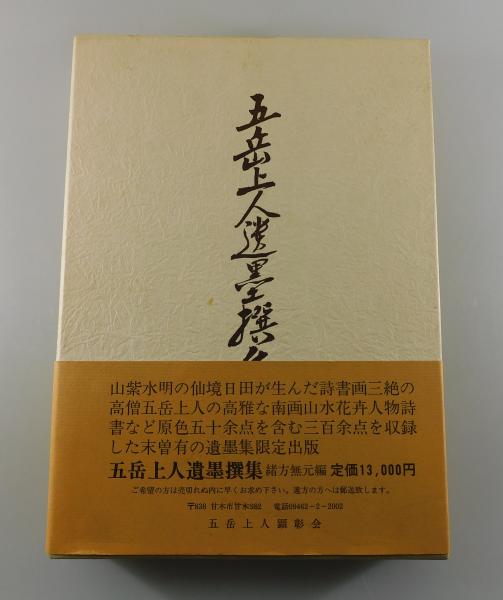 五岳上人遺墨撰集
山紫水明の仙境日田が生んだ詩書画三絶の
高僧五岳上人の高雅な南画山水花卉人物詩
書など原色五十余点を含む三百余点を収録
した末曽有の遺墨集限定出版
五岳上人遺墨撰集 緒方無元編 定価13,000円
ご希望の方は売切れぬ内に早くお求め下さい。遠方の方へは郵送致します。
〒838 甘木市甘木982 電話09462-2-2002
五岳上人顕彰会